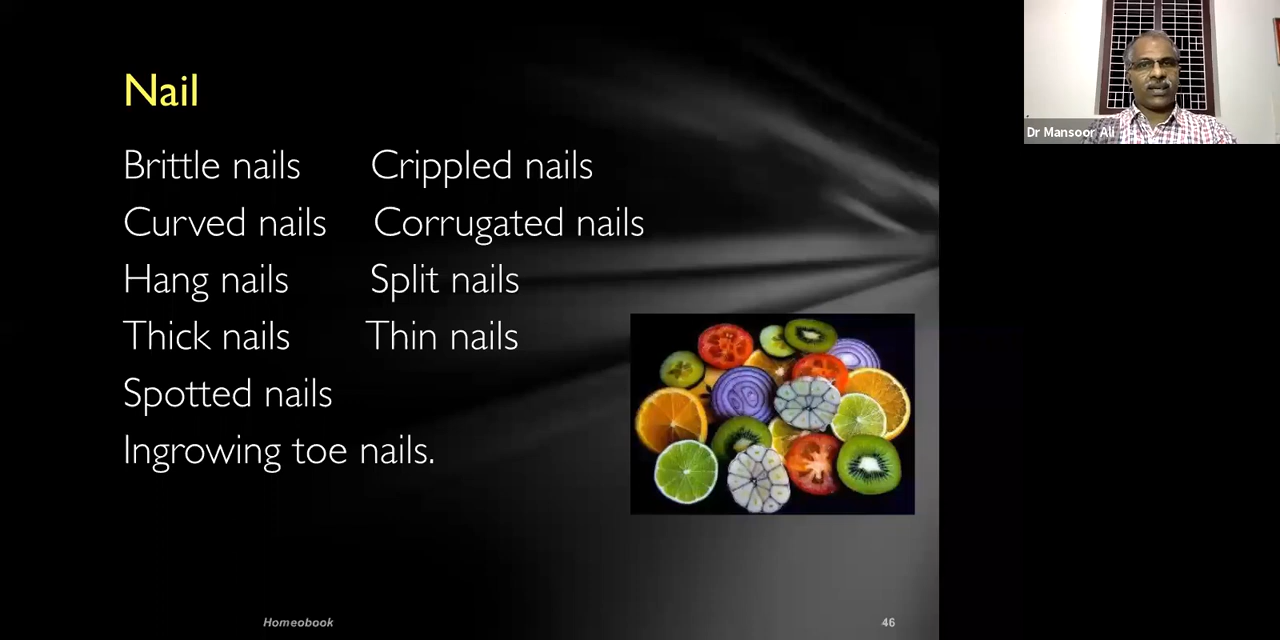 Nail
Brittle nails Crippled nails
Curved nails Corrugated nails
Hang nails Split nails
Thick nails Thin nails
Spotted nails
Ingrowing toe nails.
Homeobook 46
Dr Mansoor Ali